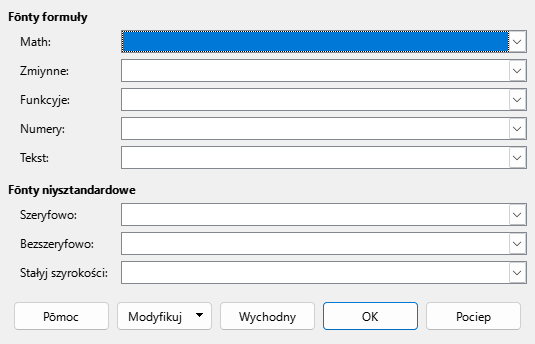 Fōnty formuły
Math:
Zmiynne:
Funkcyje:
Numery:
Tekst:
Fōnty niysztandardowe
Szeryfowo:
Bezszeryfowo:
Stałyj szyrokości:
Pōmoc Modyfikuj Wychodny OK Pociep